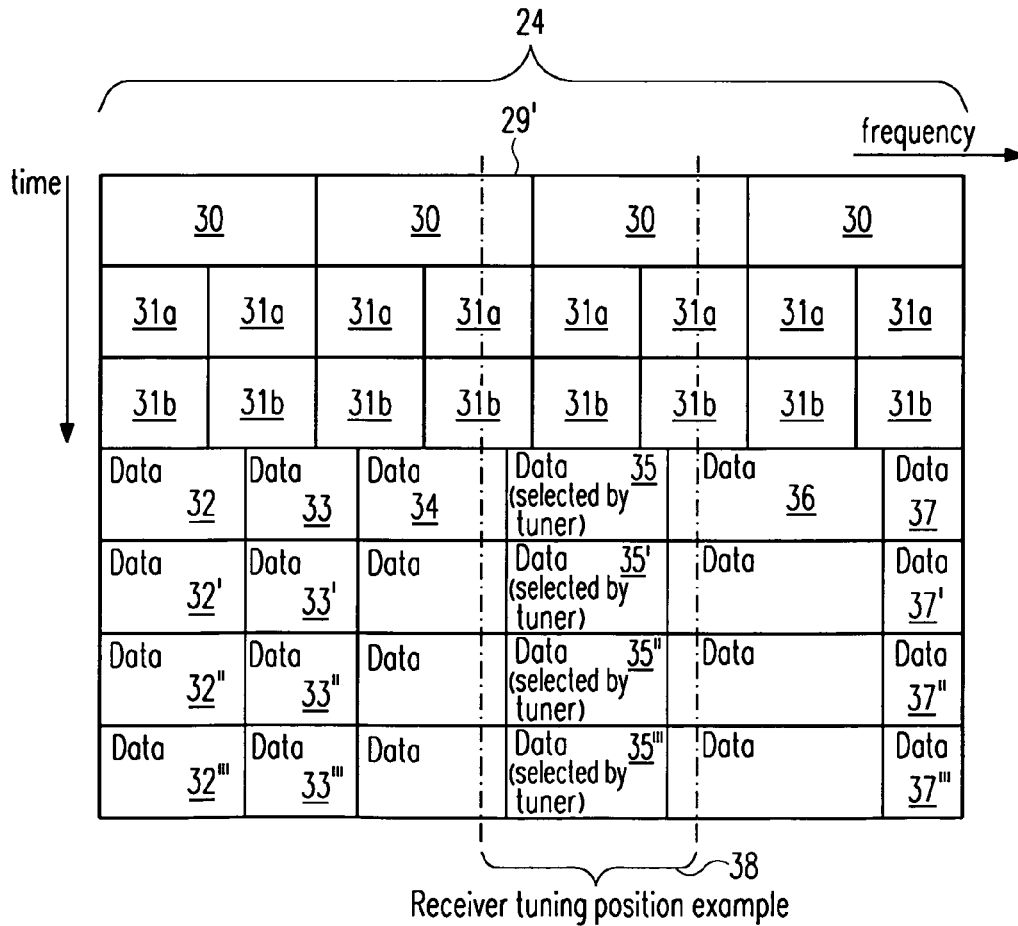 24
29'
frequency
time
30 30 30 30
31a 31a 31a 31a 31a 31a 31a 31a
31b 31b 31b 31b 31b 31b 31b 31b
Data 32 Data 33 Data 34 Data 35 (selected by tuner) Data 36 Data 37
Data 32' Data 33' Data Data 35' (selected by tuner) Data Data 37'
Data 32'' Data 33'' Data Data 35'' (selected by tuner) Data Data 37''
Data 32''' Data 33''' Data Data 35''' (selected by tuner) Data Data 37'''
38
Receiver tuning position example